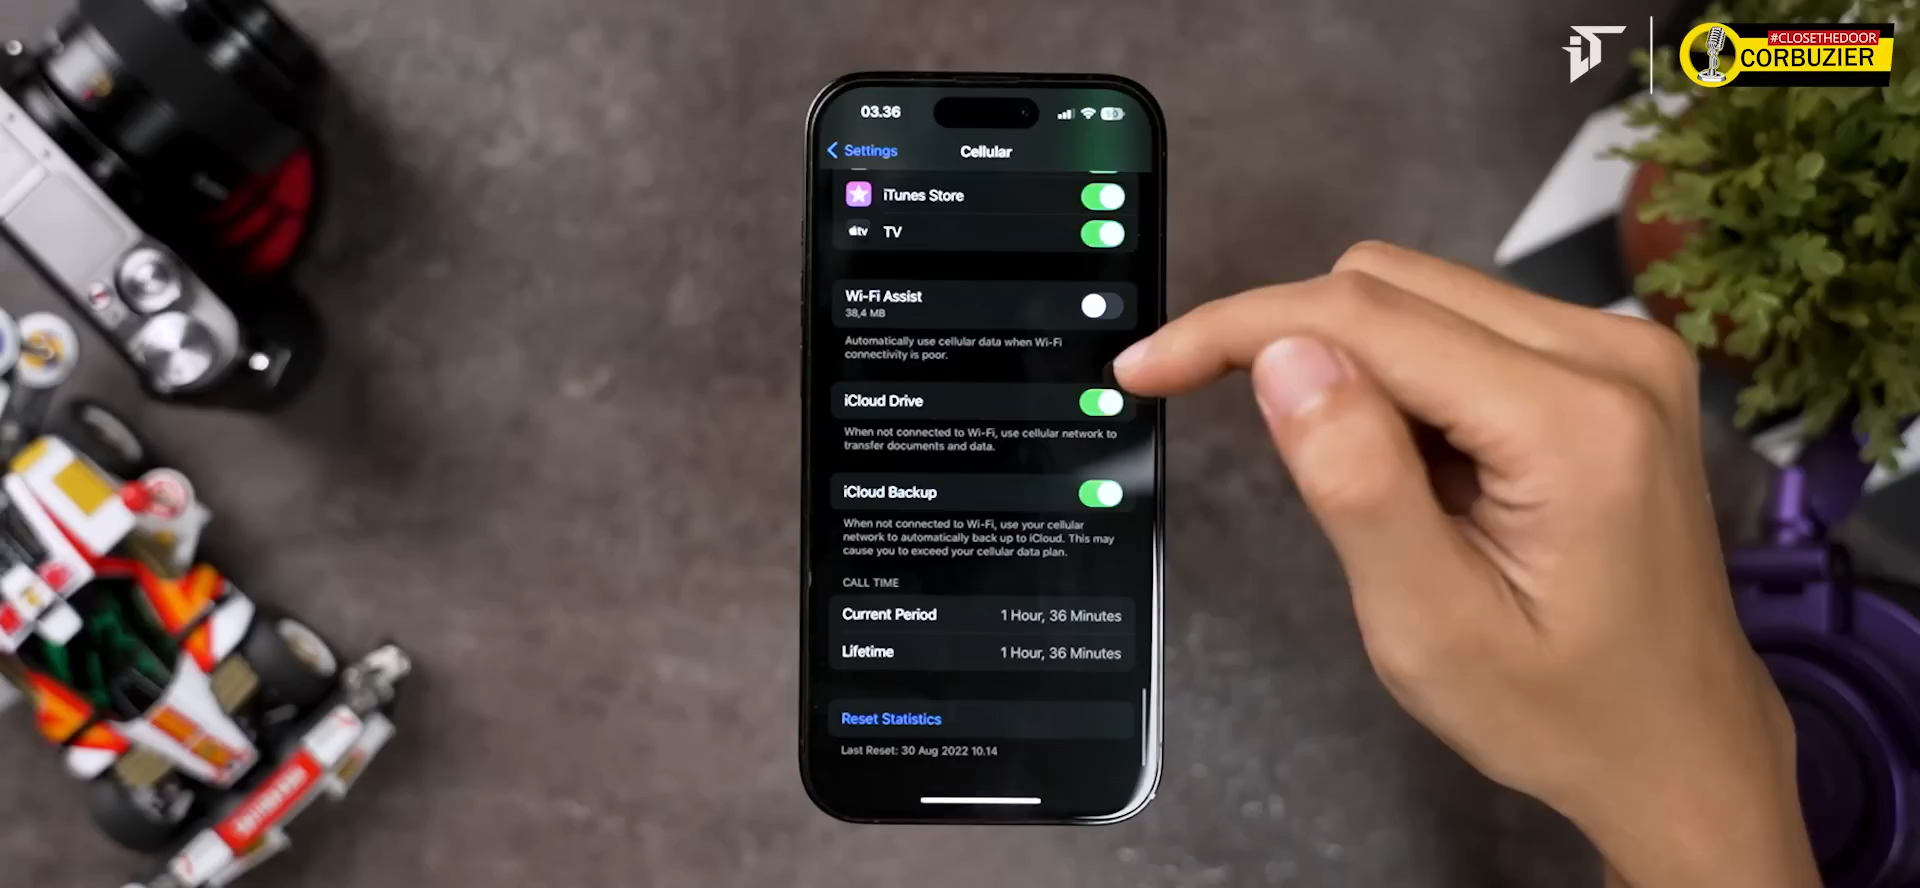 #CLOSETHEDOOR
CORBUZIER
03.36
Settings
Cellular
iTunes Store
tv
TV
Wi-Fi Assist
38,4 MB
Automatically use cellular data when Wi-Fi
connectivity is poor.
iCloud Drive
When not connected to Wi-Fi, use cellular network to
transfer documents and data.
iCloud Backup
When not connected to Wi-Fi, use your cellular
network to automatically back up to iCloud. This may
cause you to exceed your cellular data plan.
CALL TIME
Current Period 1 Hour, 36 Minutes
Lifetime 1 Hour, 36 Minutes
Reset Statistics
Last Reset: 30 Aug 2022 10.14